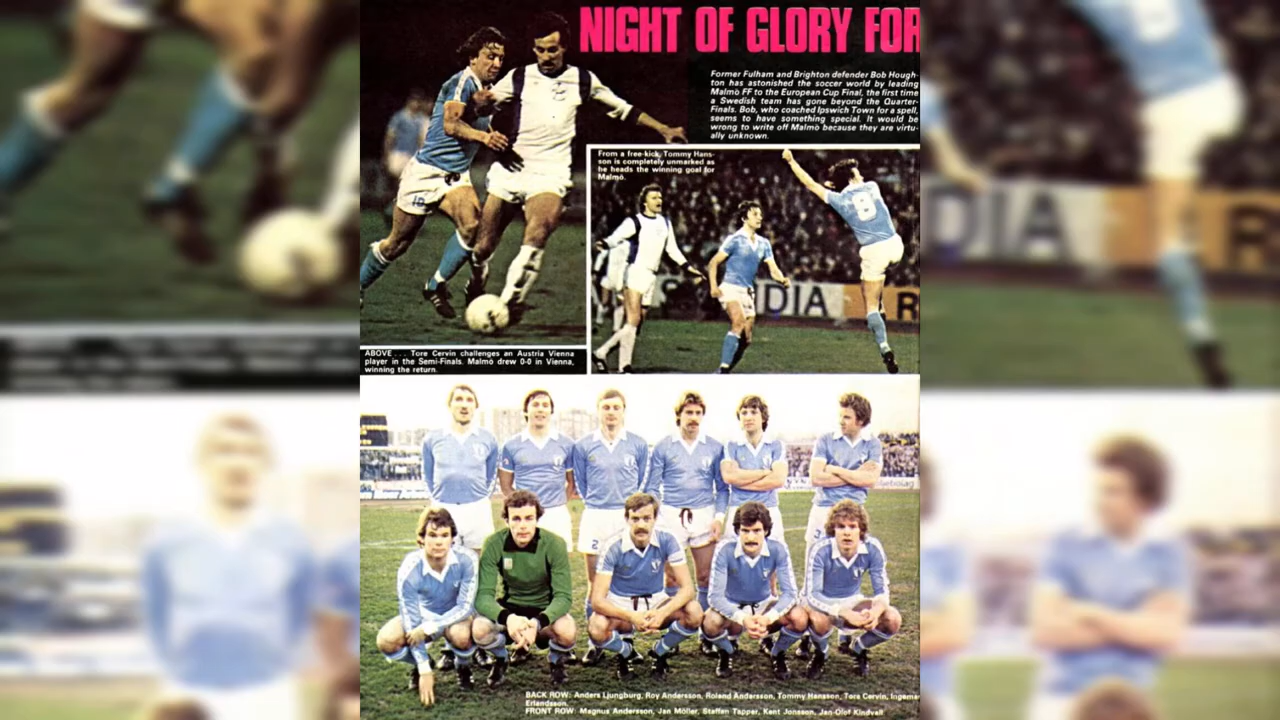 NIGHT OF GLORY FOR
Former Fulham and Brighton defender Bob Hough-
ton has astonished the soccer world by leading
Malmö FF to the European Cup Final, the first time
a Swedish team has gone beyond the Quarter-
Finals. Bob, who coached Ipswich Town for a spell,
seems to have something special. It would be
wrong to write off Malmö because they are virtu-
ally unknown.
From a free-kick, Tommy Hans-
son is completely unmarked as
he heads the winning goal for
Malmö.
8
DIA
R
ABOVE . . . Tore Cervin challenges an Austria Vienna
player in the Semi-Finals. Malmö drew 0-0 in Vienna,
winning the return.
2
3
BACK ROW: Anders Ljungburg, Roy Andersson, Roland Andersson, Tommy Hansson, Tore Cervin, Ingemar
Erlandsson.
FRONT ROW: Magnus Andersson, Jan Möller, Staffan Tapper, Kent Jonsson, Jan-Olof Kindvall